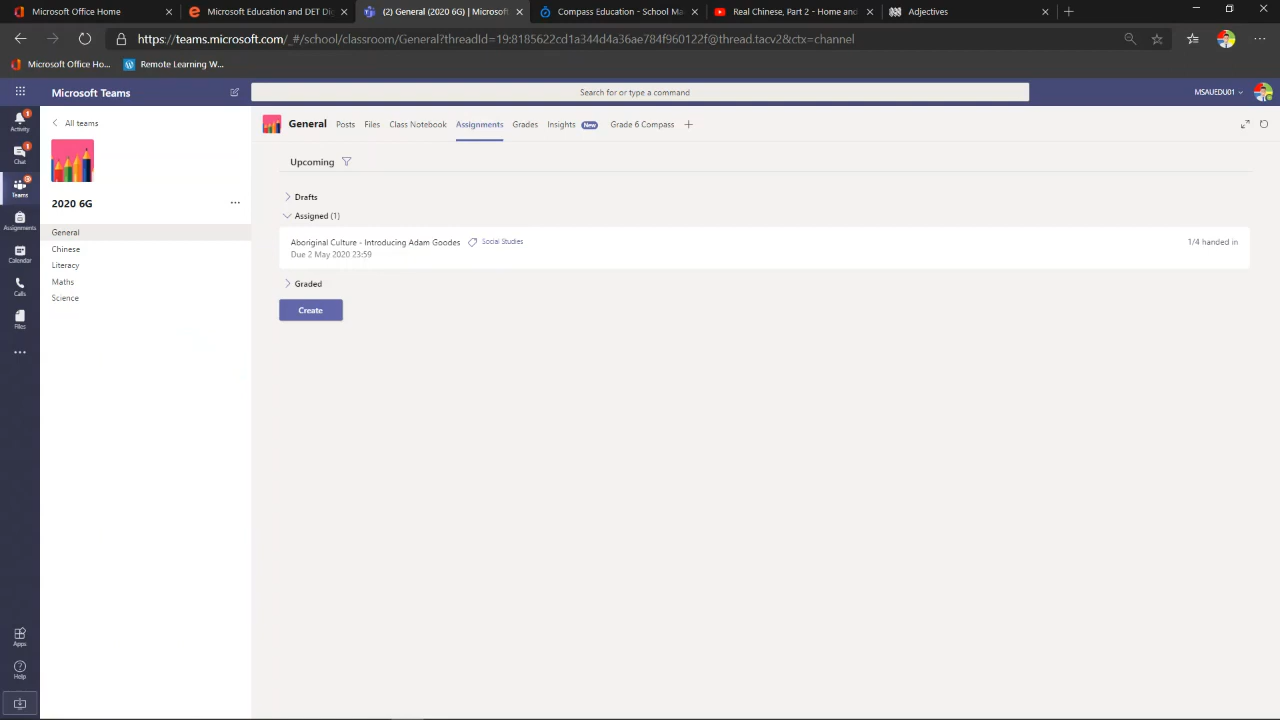 Microsoft Office Home
Microsoft Education and DET Dig
(2) General (2020 6G) | Microsoft
Compass Education - School Ma
Real Chinese, Part 2 - Home and
Adjectives
https://teams.microsoft.com/_#/school/classroom/General?threadId=19:8185622cd1a344d4a36ae784f960122f@thread.tacv2&ctx=channel
Microsoft Office Ho...
Remote Learning W...
Microsoft Teams
Search for or type a command
MSAUEDU01
Activity
1
Chat
1
Teams
Assignments
Calendar
Calls
Files
Apps
Help
All teams
2020 6G
General
Chinese
Literacy
Maths
Science
General
Posts
Files
Class Notebook
Assignments
Grades
Insights
New
Grade 6 Compass
Upcoming
Drafts
Assigned (1)
Aboriginal Culture - Introducing Adam Goodes
Social Studies
1/4 handed in
Due 2 May 2020 23:59
Graded
Create